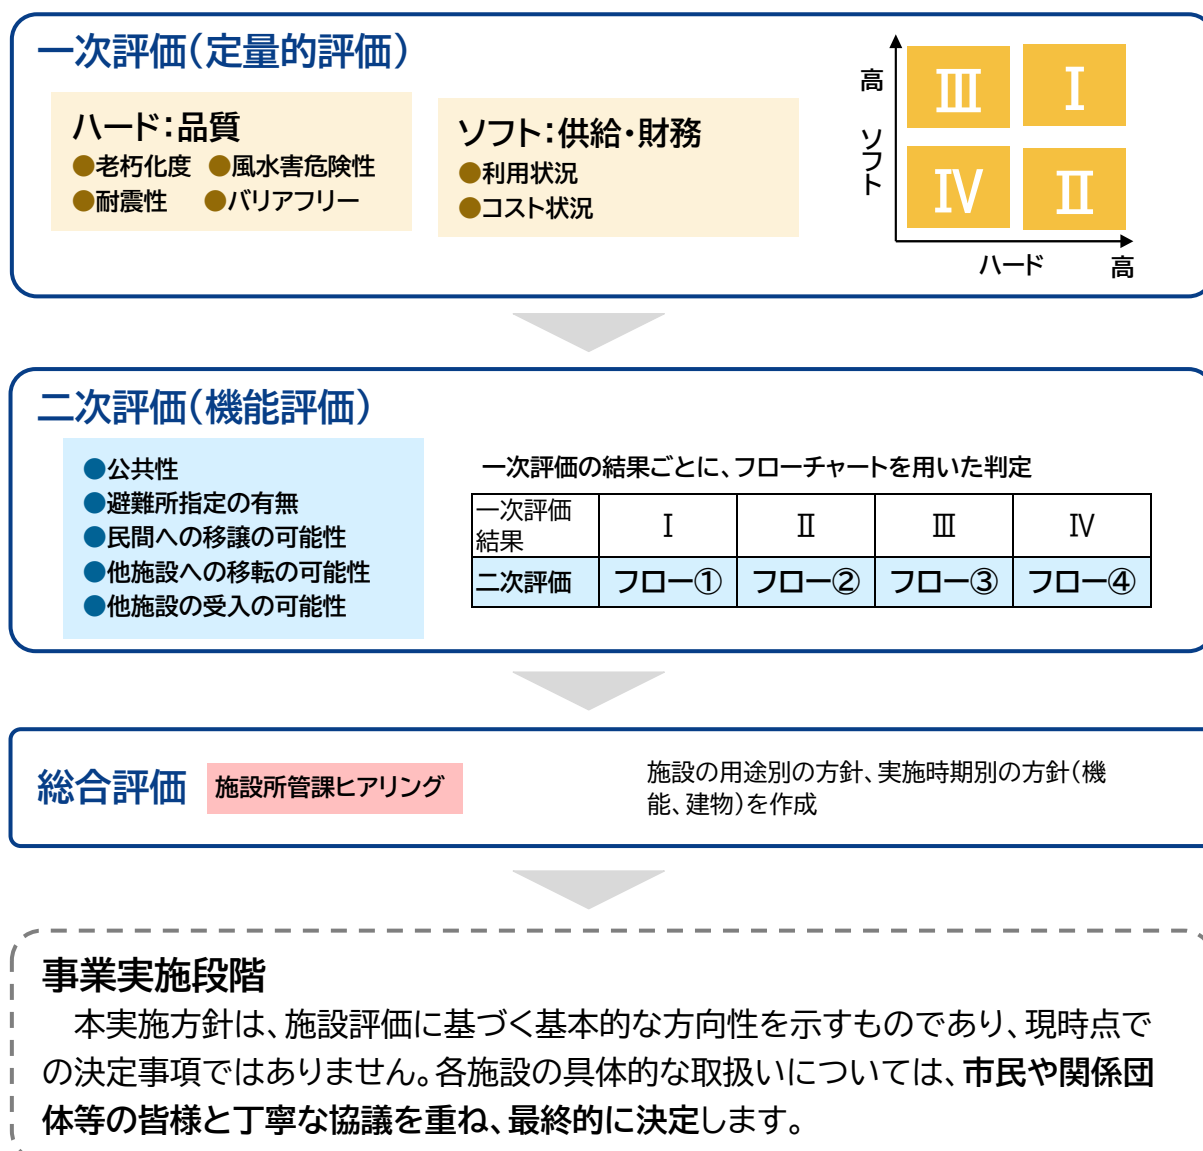 一次評価(定量的評価)
ハード:品質
●老朽化度 ●風水害危険性
●耐震性 ●バリアフリー
ソフト:供給・財務
●利用状況
●コスト状況
高
ソフト
Ⅲ Ⅰ
Ⅳ Ⅱ
ハード 高
二次評価(機能評価)
●公共性
●避難所指定の有無
●民間への移譲の可能性
●他施設への移転の可能性
●他施設の受入の可能性
一次評価の結果ごとに、フローチャートを用いた判定
一次評価
結果 Ⅰ Ⅱ Ⅲ Ⅳ
二次評価 フロー① フロー② フロー③ フロー④
総合評価
施設所管課ヒアリング
施設の用途別の方針、実施時期別の方針(機
能、建物)を作成
事業実施段階
本実施方針は、施設評価に基づく基本的な方向性を示すものであり、現時点で
の決定事項ではありません。各施設の具体的な取扱いについては、市民や関係団
体等の皆様と丁寧な協議を重ね、最終的に決定します。